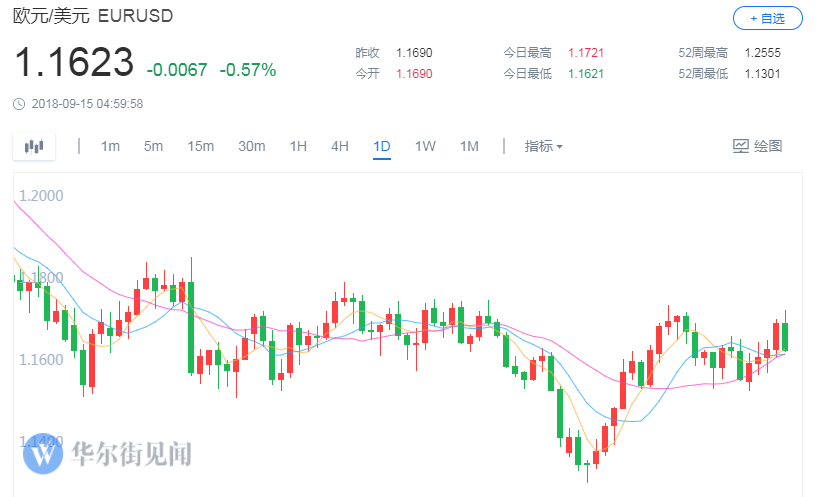 欧元/美元 EURUSD
+ 自选
1.1623 -0.0067 -0.57%
昨收 1.1690 今日最高 1.1721 52周最高 1.2555
今开 1.1690 今日最低 1.1621 52周最低 1.1301
2018-09-15 04:59:58
1m 5m 15m 30m 1H 4H 1D 1W 1M 指标 绘图
1.2000
1.1800
1.1600
1.1400
W 华尔街见闻